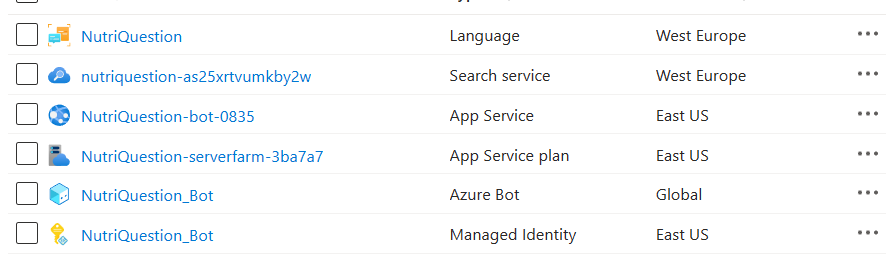 NutriQuestion Language West Europe
nutriquestion-as25xrtvumkby2w Search service West Europe
NutriQuestion-bot-0835 App Service East US
NutriQuestion-serverfarm-3ba7a7 App Service plan East US
NutriQuestion_Bot Azure Bot Global
NutriQuestion_Bot Managed Identity East US